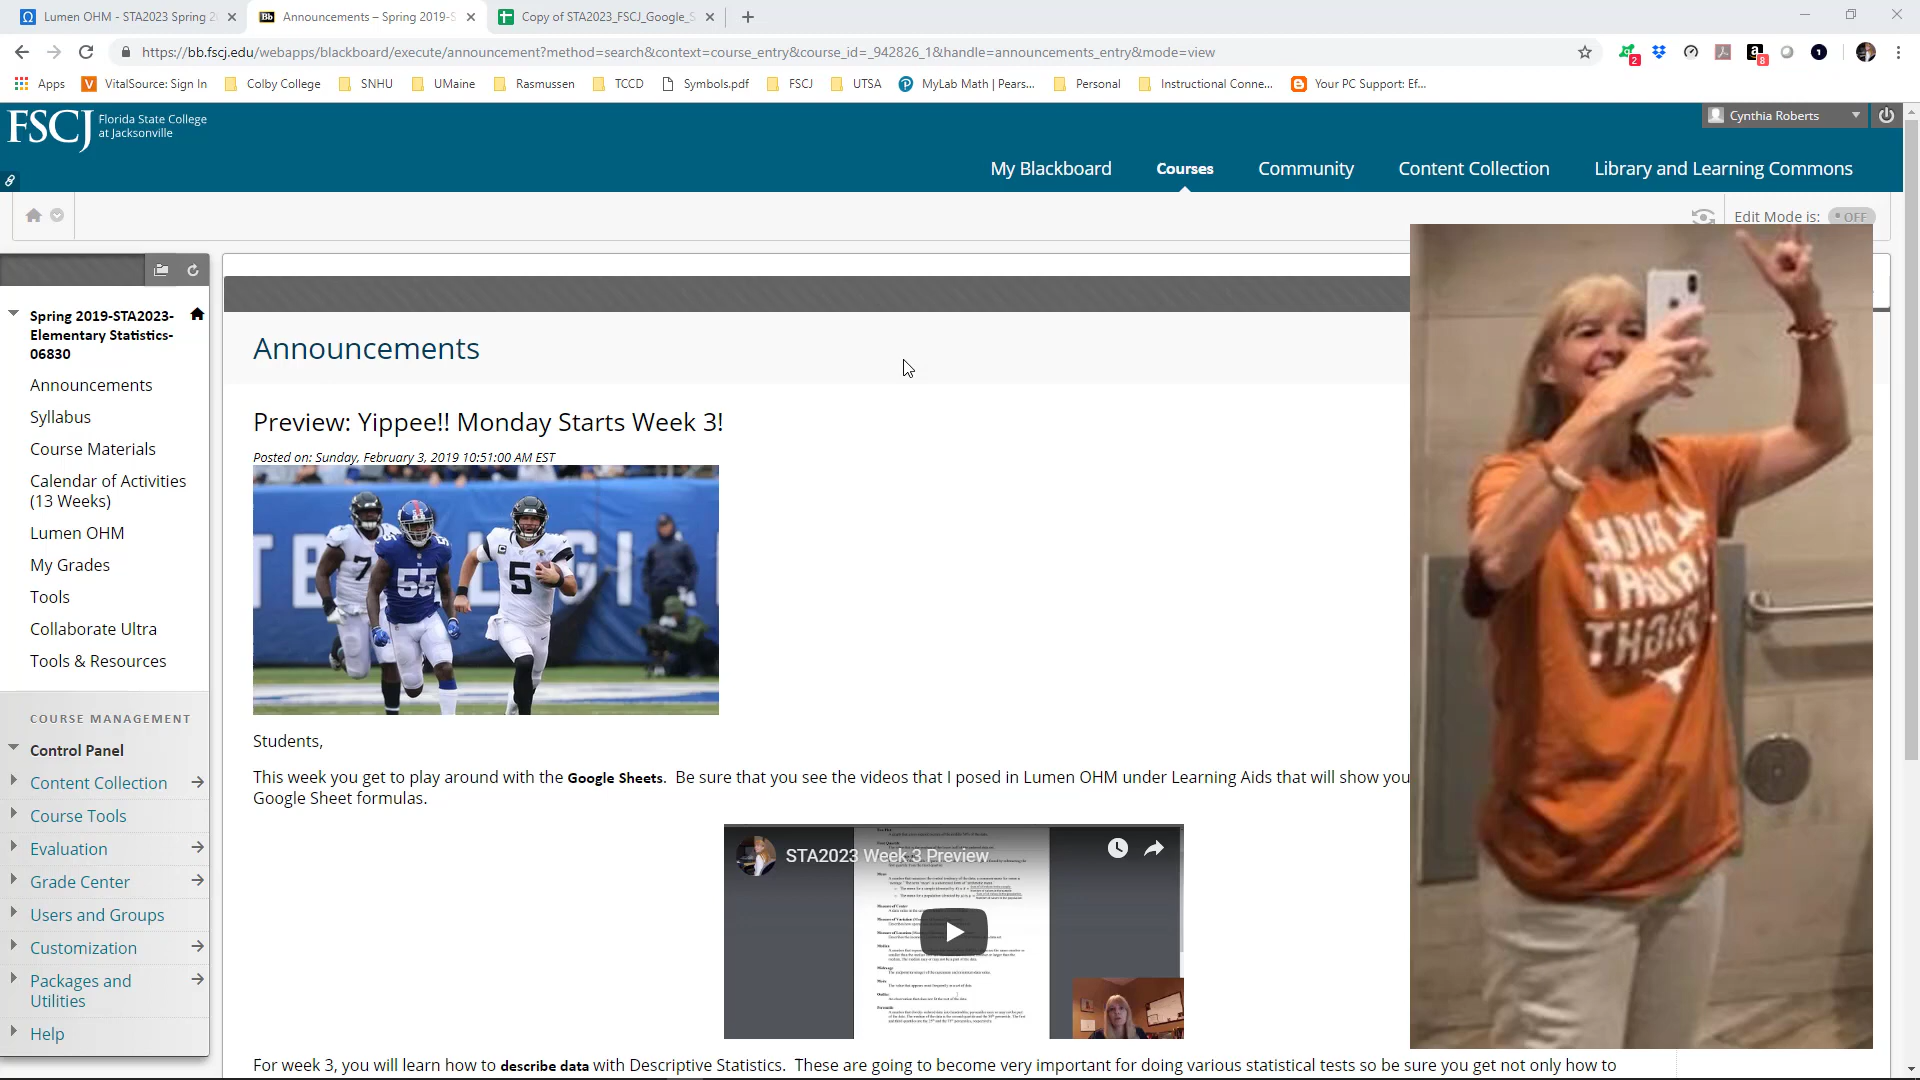 Lumen OHM - STA2023 Spring 2
Announcements – Spring 2019-S
Copy of STA2023_FSCJ_Google_S
https://bb.fscj.edu/webapps/blackboard/execute/announcement?method=search&context=course_entry&course_id=_942826_1&handle=announcements_entry&mode=view
2
8
1
Apps
VitalSource: Sign In
Colby College
SNHU
UMaine
Rasmussen
TCCD
Symbols.pdf
FSCJ
UTSA
MyLab Math | Pears...
Personal
Instructional Conne...
Your PC Support: Ef...
FSCJ
Florida State College
at Jacksonville
Cynthia Roberts
My Blackboard
Courses
Community
Content Collection
Library and Learning Commons
Edit Mode is:
OFF
Spring 2019-STA2023-
Elementary Statistics-
06830
Announcements
Syllabus
Course Materials
Calendar of Activities
(13 Weeks)
Lumen OHM
My Grades
Tools
Collaborate Ultra
Tools & Resources
COURSE MANAGEMENT
Control Panel
Content Collection
Course Tools
Evaluation
Grade Center
Users and Groups
Customization
Packages and
Utilities
Help
Announcements
Preview: Yippee!! Monday Starts Week 3!
Posted on: Sunday, February 3, 2019 10:51:00 AM EST
7
55
5
Students,
This week you get to play around with the Google Sheets.  Be sure that you see the videos that I posed in Lumen OHM under Learning Aids that will show you
Google Sheet formulas.
STA2023 Week 3 Preview
For week 3, you will learn how to describe data with Descriptive Statistics.  These are going to become very important for doing various statistical tests so be sure you get not only how to